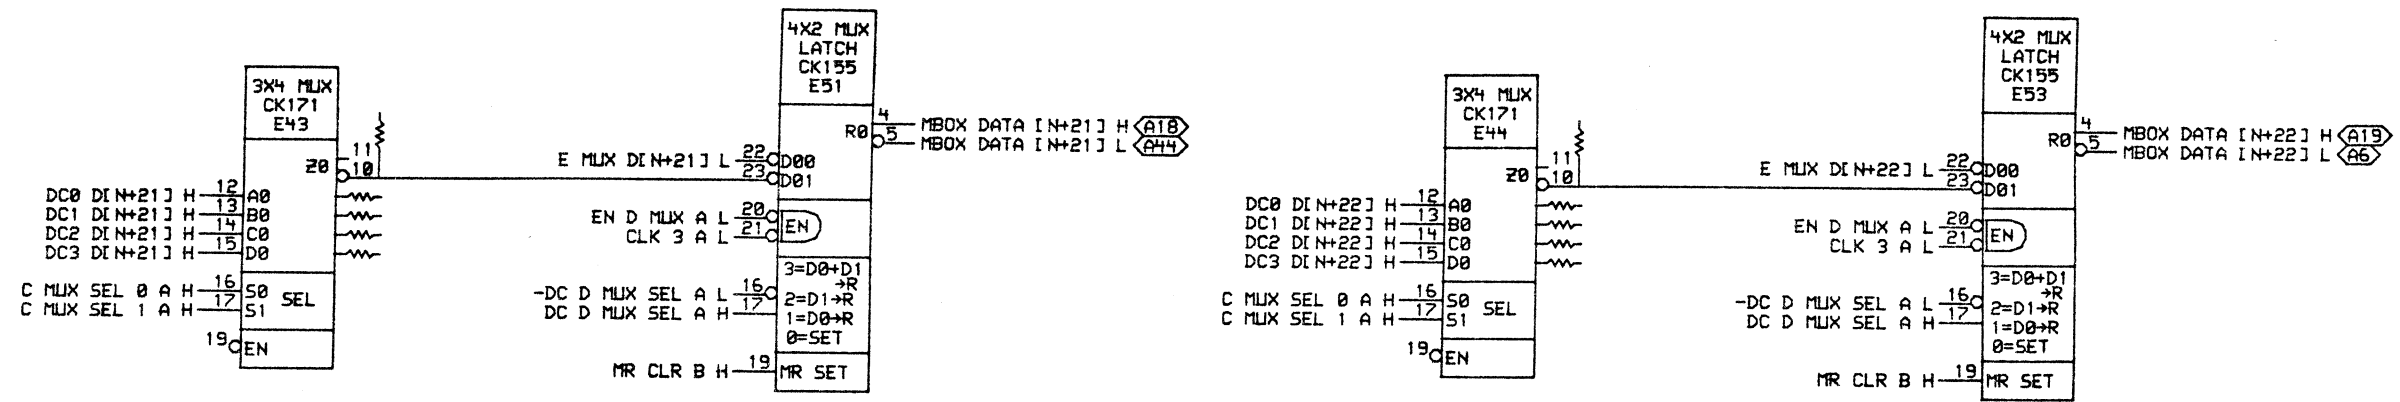 4X2 MUX
LATCH
CK155
E51
3X4 MUX
CK171
E43
R0
4 MBOX DATA [N+21] H A18
5 MBOX DATA [N+21] L A44
Z0 11
10
E MUX D[N+21] L 22 D00
23 D01
DC0 D[N+21] H 12 A0
DC1 D[N+21] H 13 B0
DC2 D[N+21] H 14 C0
DC3 D[N+21] H 15 D0
EN D MUX A L 20 EN
CLK 3 A L 21
C MUX SEL 0 A H 16 S0 SEL
C MUX SEL 1 A H 17 S1
19 EN
3=D0+D1
→R
-DC D MUX SEL A L 16 2=D1→R
DC D MUX SEL A H 17 1=D0→R
0=SET
MR CLR B H 19 MR SET
4X2 MUX
LATCH
CK155
E53
3X4 MUX
CK171
E44
R0
4 MBOX DATA [N+22] H A19
5 MBOX DATA [N+22] L A6
Z0 11
10
E MUX D[N+22] L 22 D00
23 D01
DC0 D[N+22] H 12 A0
DC1 D[N+22] H 13 B0
DC2 D[N+22] H 14 C0
DC3 D[N+22] H 15 D0
EN D MUX A L 20 EN
CLK 3 A L 21
C MUX SEL 0 A H 16 S0 SEL
C MUX SEL 1 A H 17 S1
19 EN
3=D0+D1
→R
-DC D MUX SEL A L 16 2=D1→R
DC D MUX SEL A H 17 1=D0→R
0=SET
MR CLR B H 19 MR SET